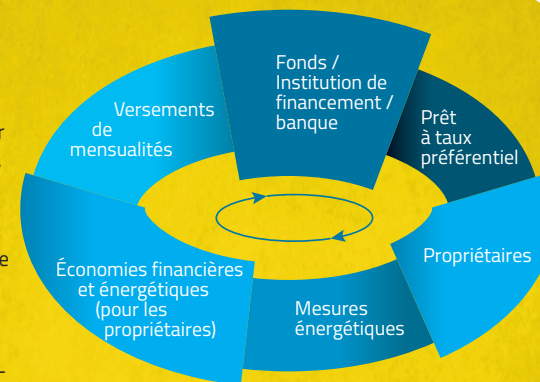 Fonds /
Institution de
financement /
banque
Prêt
à taux
préférentiel
Propriétaires
Mesures
énergétiques
Économies financières
et énergétiques
(pour les
propriétaires)
Versements
de
mensualités